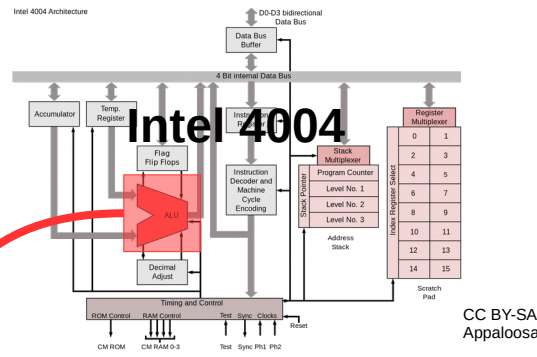 Intel 4004 Architecture
D0-D3 bidirectional
Data Bus
Data Bus
Buffer
4 Bit internal Data Bus
Accumulator
Temp.
Register
Instruction
Register
Intel 4004
Register
Multiplexer
Flag
Flip Flops
Stack
Multiplexer
Instruction
Decoder and
Machine
Cycle
Encoding
ALU
Stack Pointer
Program Counter
Level No. 1
Level No. 2
Level No. 3
Address
Stack
Index Register Select
0 1
2 3
4 5
6 7
8 9
10 11
12 13
14 15
Scratch
Pad
Decimal
Adjust
Timing and Control
ROM Control RAM Control Test Sync Clocks
Reset
CM ROM CM RAM 0-3 Test Sync Ph1 Ph2
CC BY-SA
Appaloosa